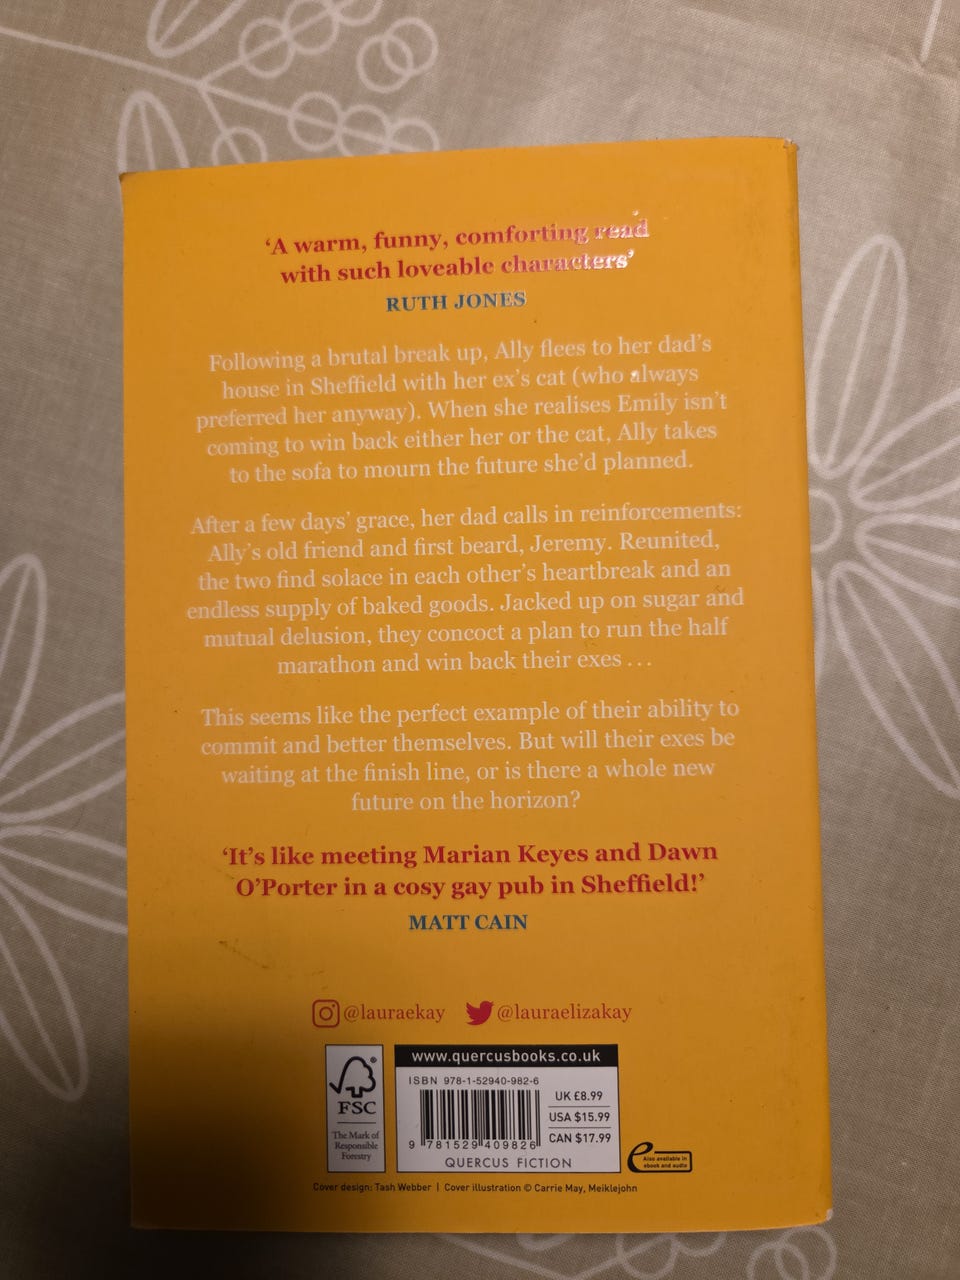 ‘A warm, funny, comforting read
with such loveable characters’
RUTH JONES
Following a brutal break up, Ally flees to her dad’s
house in Sheffield with her ex’s cat (who always
preferred her anyway). When she realises Emily isn’t
coming to win back either her or the cat, Ally takes
to the sofa to mourn the future she’d planned.
After a few days’ grace, her dad calls in reinforcements:
Ally’s old friend and first beard, Jeremy. Reunited,
the two find solace in each other’s heartbreak and an
endless supply of baked goods. Jacked up on sugar and
mutual delusion, they concoct a plan to run the half
marathon and win back their exes ...
This seems like the perfect example of their ability to
commit and better themselves. But will their exes be
waiting at the finish line, or is there a whole new
future on the horizon?
‘It’s like meeting Marian Keyes and Dawn
O’Porter in a cosy gay pub in Sheffield!’
MATT CAIN
@lauraekay @lauraelizakay
FSC
®
The Mark of
Responsible
Forestry
www.quercusbooks.co.uk
ISBN 978-1-52940-982-6
9 781529 409826
UK £8.99
USA $15.99
CAN $17.99
QUERCUS FICTION
e
Also available in
ebook and audio
Cover design: Tash Webber | Cover illustration © Carrie May, Meiklejohn